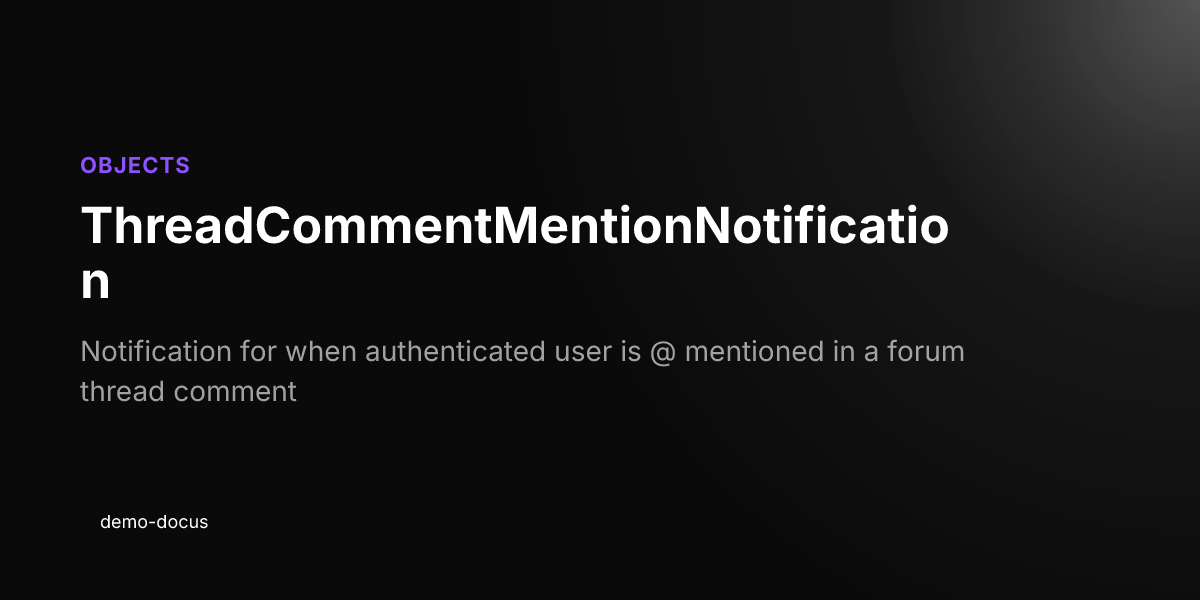 OBJECTS
ThreadCommentMentionNotificatio
n
Notification for when authenticated user is @ mentioned in a forum
thread comment
demo-docus